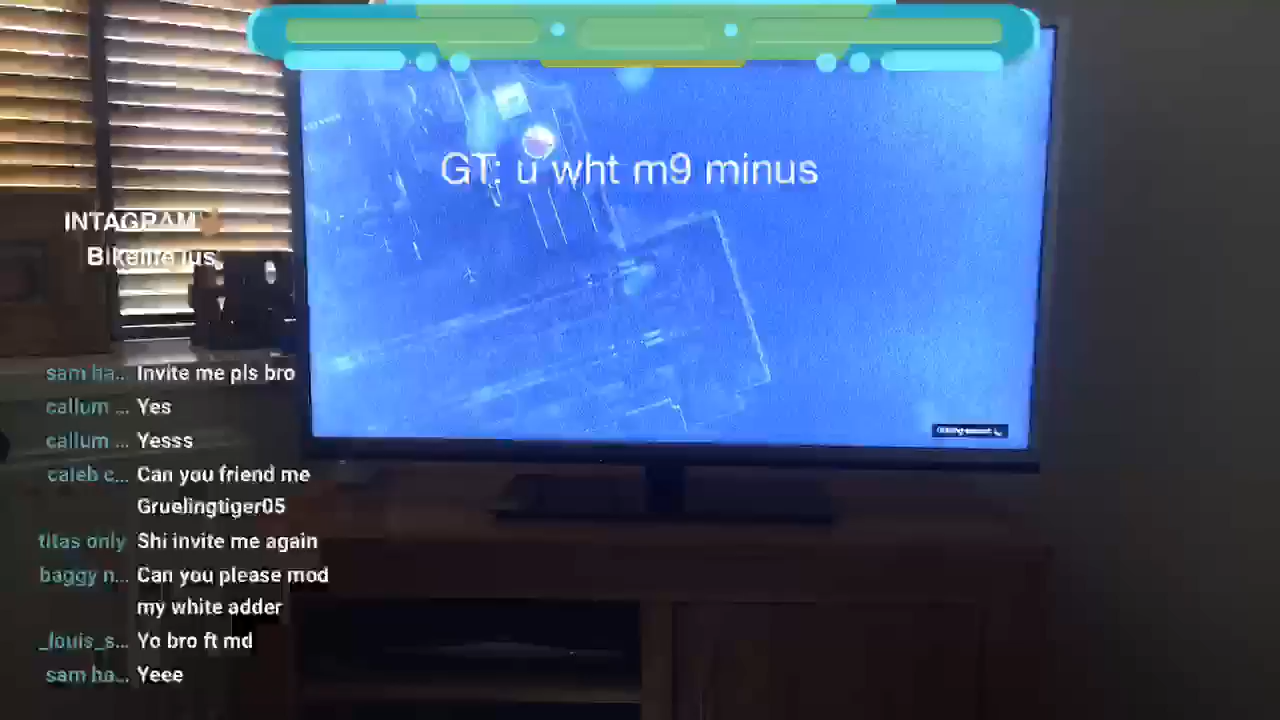 GT: u wht m9 minus
INTAGRAM
sam ha... Invite me pls bro
callum ... Yes
callum ... Yesss
caleb c... Can you friend me
Gruelingtiger05
titas only Shi invite me again
baggy n... Can you please mod
my white adder
_louis_s... Yo bro ft md
sam ha... Yeee